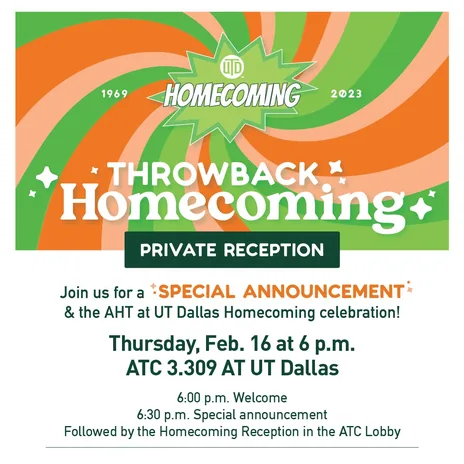 UTD
HOMECOMING
1969
2023
THROWBACK
Homecoming
PRIVATE RECEPTION
Join us for a SPECIAL ANNOUNCEMENT
& the AHT at UT Dallas Homecoming celebration!
Thursday, Feb. 16 at 6 p.m.
ATC 3.309 AT UT Dallas
6:00 p.m. Welcome
6:30 p.m. Special announcement
Followed by the Homecoming Reception in the ATC Lobby